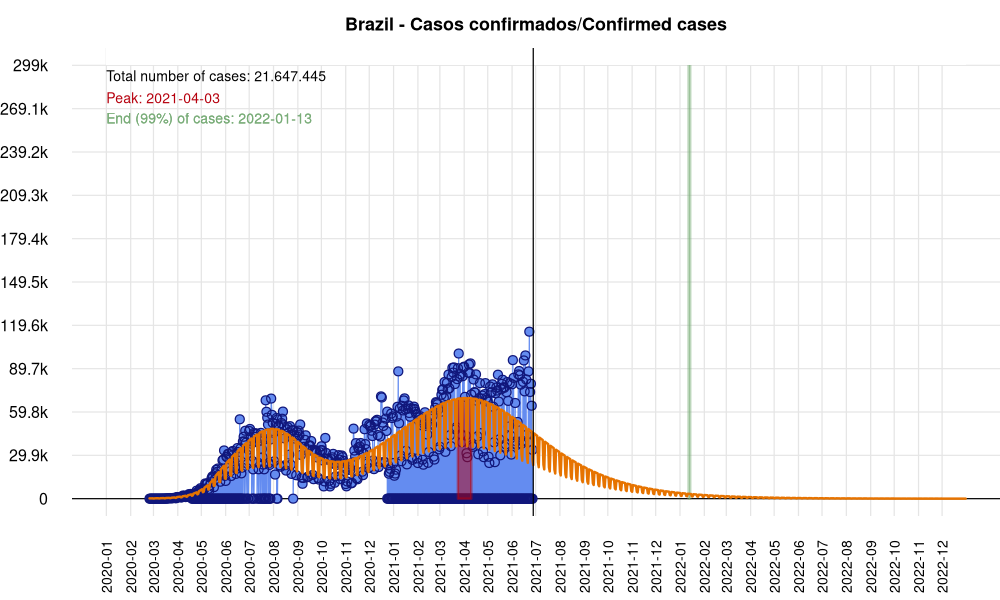 Brazil - Casos confirmados/Confirmed cases
299k
269.1k
239.2k
209.3k
179.4k
149.5k
119.6k
89.7k
59.8k
29.9k
0
Total number of cases: 21.647.445
Peak: 2021-04-03
End (99%) of cases: 2022-01-13
2020-01
2020-02
2020-03
2020-04
2020-05
2020-06
2020-07
2020-08
2020-09
2020-10
2020-11
2020-12
2021-01
2021-02
2021-03
2021-04
2021-05
2021-06
2021-07
2021-08
2021-09
2021-10
2021-11
2021-12
2022-01
2022-02
2022-03
2022-04
2022-05
2022-06
2022-07
2022-08
2022-09
2022-10
2022-11
2022-12